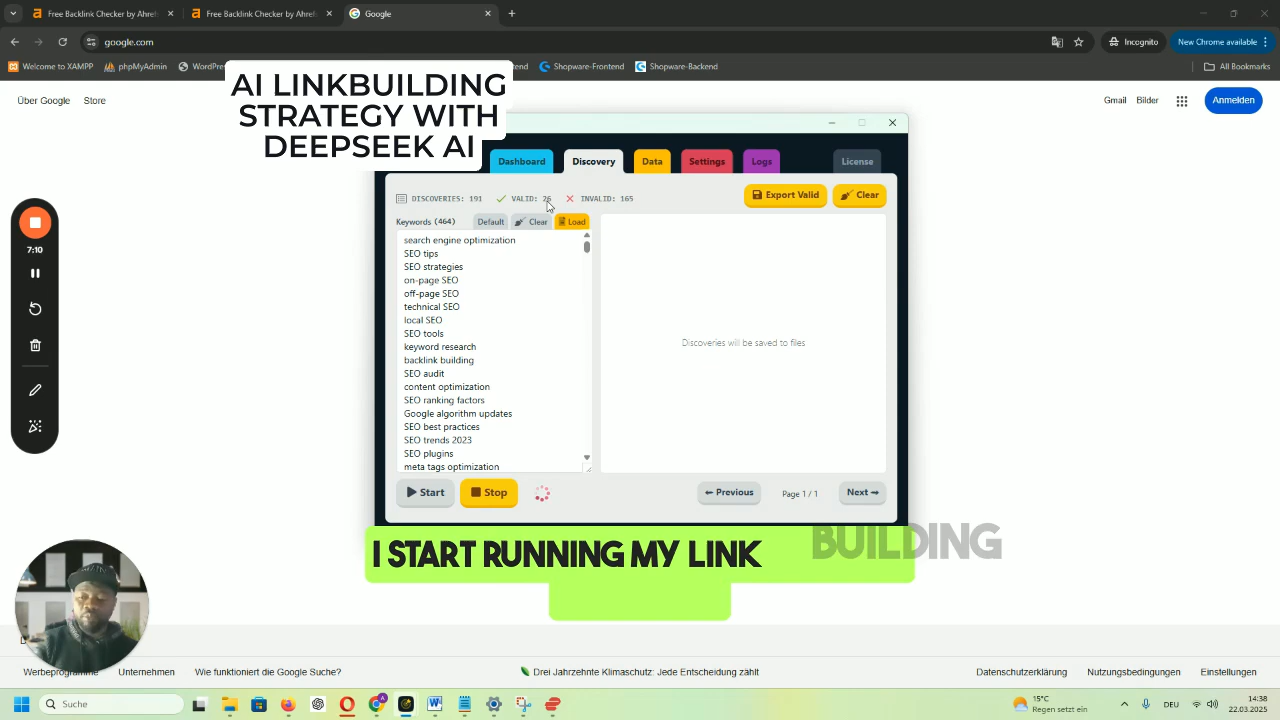 Free Backlink Checker by Ahref
Free Backlink Checker by Ahref
Google
google.com
Incognito
New Chrome available
Welcome to XAMPP
phpMyAdmin
Shopware-Frontend
Shopware-Backend
All Bookmarks
Über Google
Store
Gmail
Bilder
Anmelden
AI LINKBUILDING
STRATEGY WITH
DEEPSEEK AI
Dashboard
Discovery
Data
Settings
Logs
License
DISCOVERIES: 191
VALID: 26
INVALID: 165
Export Valid
Clear
Keywords (464)
Default
Clear
Load
search engine optimization
SEO tips
SEO strategies
on-page SEO
off-page SEO
technical SEO
local SEO
SEO tools
keyword research
backlink building
SEO audit
content optimization
SEO ranking factors
Google algorithm updates
SEO best practices
SEO trends 2023
SEO plugins
meta tags optimization
Discoveries will be saved to files
Start
Stop
Previous
Page 1 / 1
Next
7:10
I START RUNNING MY LINK BUILDING
Werbeprogramme
Unternehmen
Wie funktioniert die Google Suche?
Drei Jahrzehnte Klimaschutz: Jede Entscheidung zählt
Datenschutzerklärung
Nutzungsbedingungen
Einstellungen
Suche
15°C
Regen setzt ein
DEU
14:38
22.03.2025